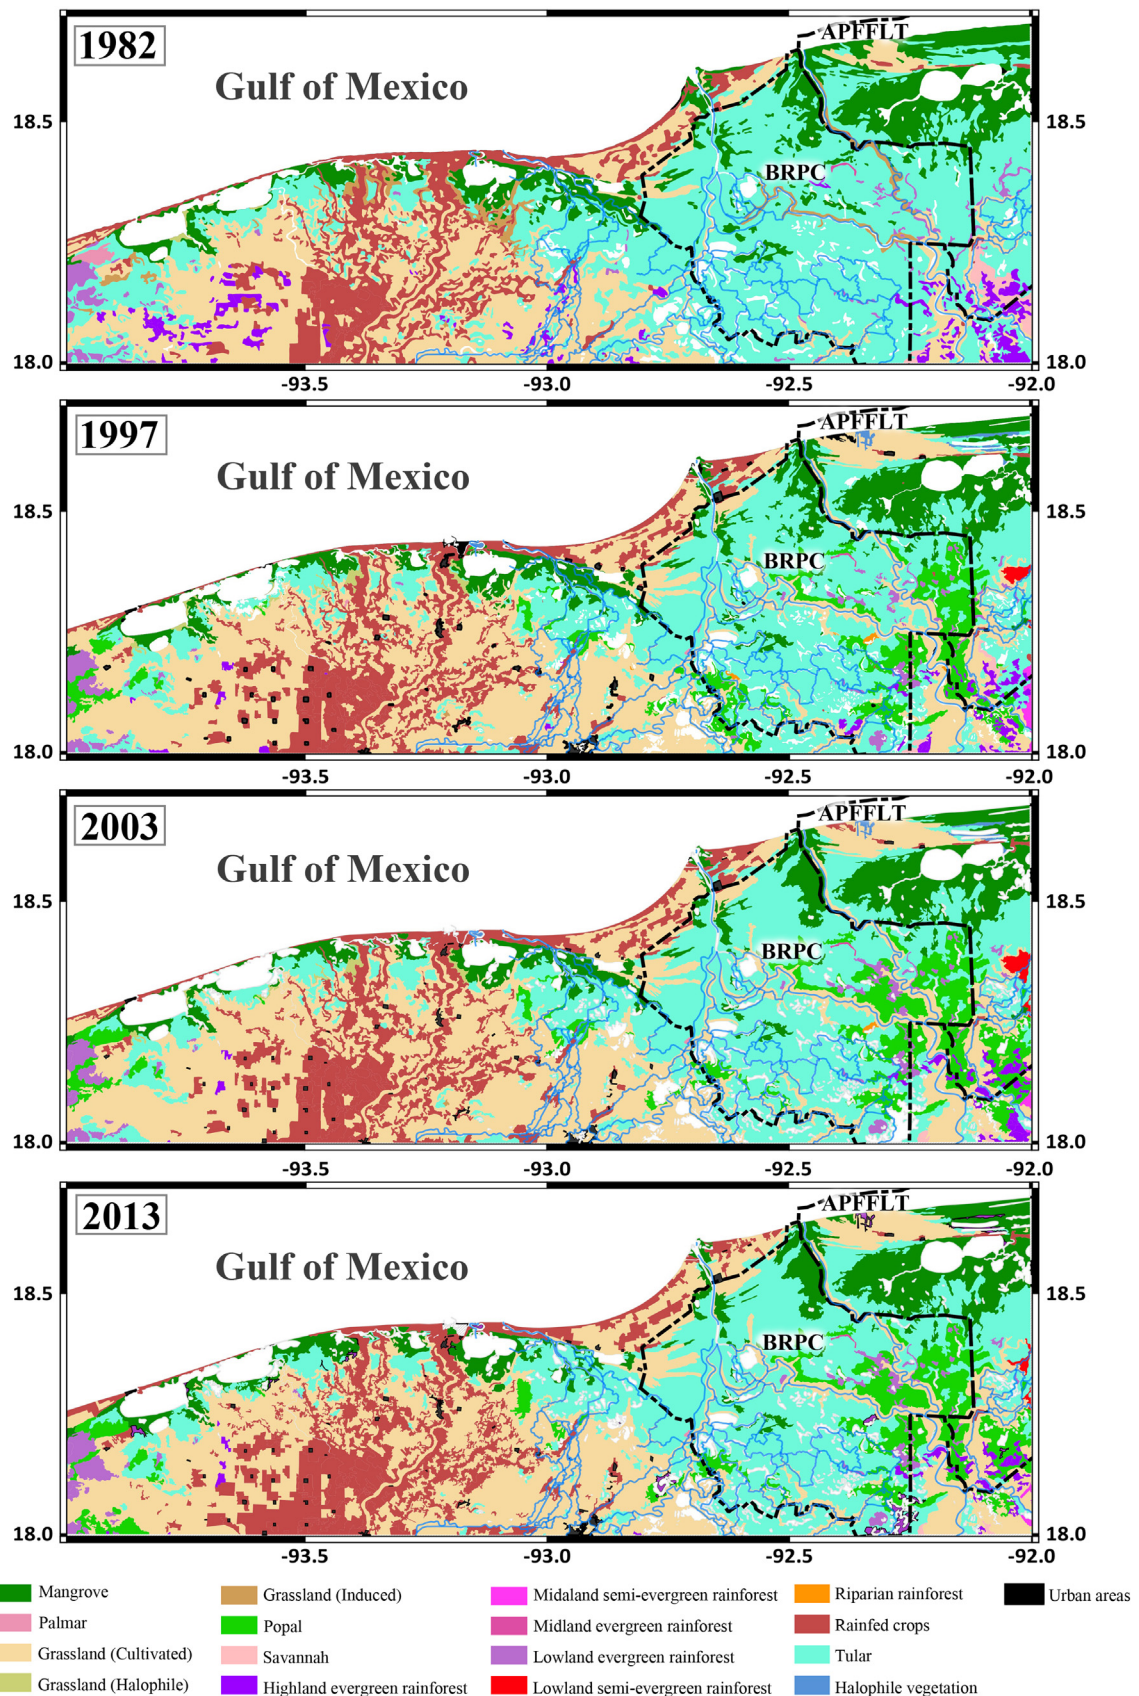 1982
APFFLT
Gulf of Mexico
18.5
18.5
BRPC
18.0
18.0
-93.5
-93.0
-92.5
-92.0
1997
APFFLT
Gulf of Mexico
18.5
18.5
BRPC
18.0
18.0
-93.5
-93.0
-92.5
-92.0
2003
APFFLT
Gulf of Mexico
18.5
18.5
BRPC
18.0
18.0
-93.5
-93.0
-92.5
-92.0
2013
APFFLT
Gulf of Mexico
18.5
18.5
BRPC
18.0
18.0
-93.5
-93.0
-92.5
-92.0
Mangrove
Palmar
Grassland (Cultivated)
Grassland (Halophile)
Grassland (Induced)
Popal
Savannah
Highland evergreen rainforest
Midaland semi-evergreen rainforest
Midland evergreen rainforest
Lowland evergreen rainforest
Lowland semi-evergreen rainforest
Riparian rainforest
Rainfed crops
Tular
Halophile vegetation
Urban areas